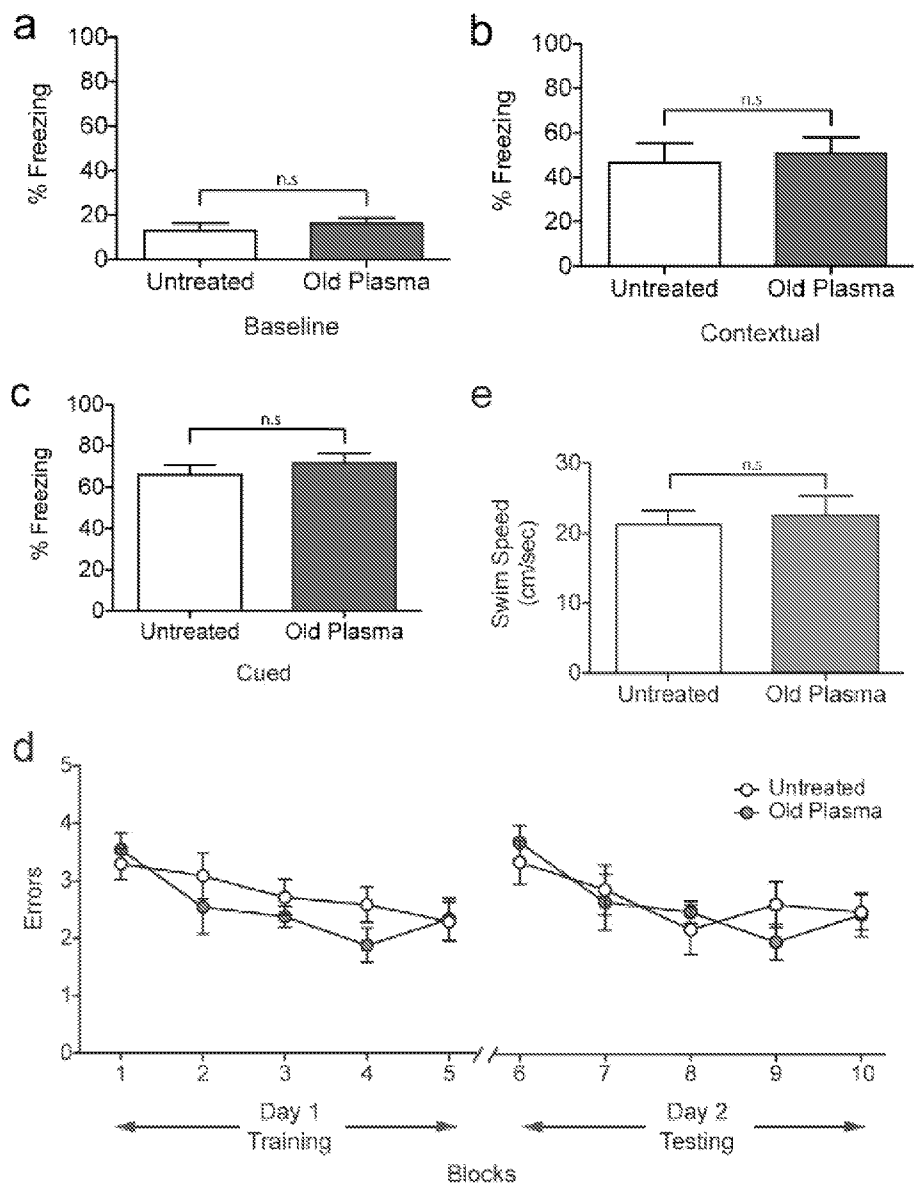 a
100
80
60
40
20
0
% Freezing
n.s
Untreated Old Plasma
Baseline
b
100
80
60
40
20
0
% Freezing
n.s
Untreated Old Plasma
Contextual
c
100
80
60
40
20
0
% Freezing
n.s
Untreated Old Plasma
Cued
e
30
20
10
0
Swim Speed
(cm/sec)
n.s
Untreated Old Plasma
d
5
4
3
2
1
0
Errors
Untreated
Old Plasma
1 2 3 4 5 6 7 8 9 10
Day 1 Day 2
Training Testing
Blocks